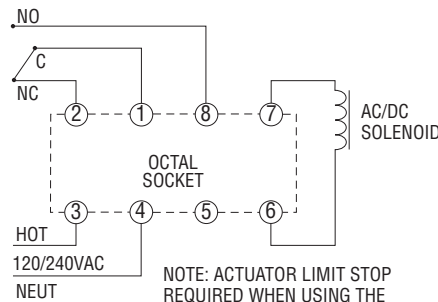 NO
C
NC
2
1
8
7
AC/DC
SOLENOID
OCTAL
SOCKET
3
4
5
6
HOT
120/240VAC
NEUT
NOTE: ACTUATOR LIMIT STOP
REQUIRED WHEN USING THE